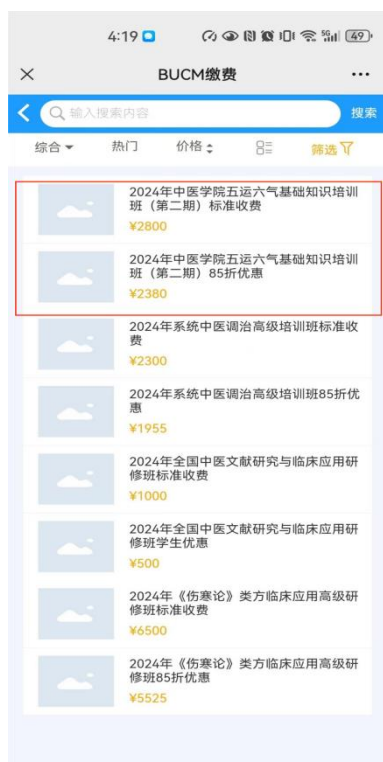 4:19
5G
49
BUCM缴费
输入搜索内容
搜索
综合
热门
价格
筛选
2024年中医学院五运六气基础知识培训
班（第二期）标准收费
¥2800
2024年中医学院五运六气基础知识培训
班（第二期）85折优惠
¥2380
2024年系统中医调治高级培训班标准收
费
¥2300
2024年系统中医调治高级培训班85折优
惠
¥1955
2024年全国中医文献研究与临床应用研
修班标准收费
¥1000
2024年全国中医文献研究与临床应用研
修班学生优惠
¥500
2024年《伤寒论》类方临床应用高级研
修班标准收费
¥6500
2024年《伤寒论》类方临床应用高级研
修班85折优惠
¥5525